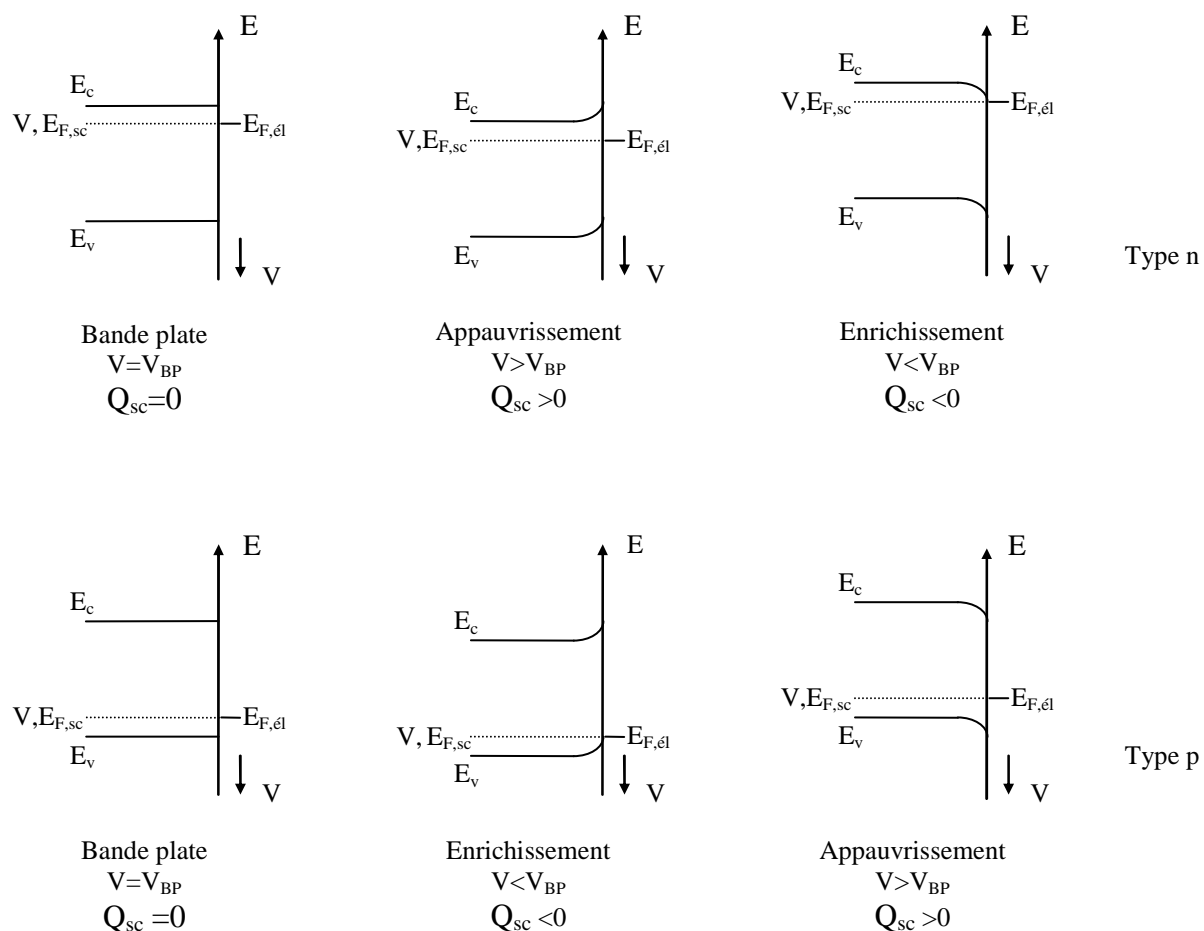 E
E_c
V, E_F,sc
E_F,él
E_v
V
Bande plate
V=V_BP
Q_sc=0
E
E_c
V,E_F,sc
E_F,él
E_v
V
Appauvrissement
V>V_BP
Q_sc >0
E
E_c
V,E_F,sc
E_F,él
E_v
V
Enrichissement
V<V_BP
Q_sc <0
Type n
E
E_c
V,E_F,sc
E_F,él
E_v
V
Bande plate
V=V_BP
Q_sc =0
E
E_c
V, E_F,sc
E_F,él
E_v
V
Enrichissement
V<V_BP
Q_sc <0
E
E_c
V,E_F,sc
E_F,él
E_v
V
Appauvrissement
V>V_BP
Q_sc >0
Type p